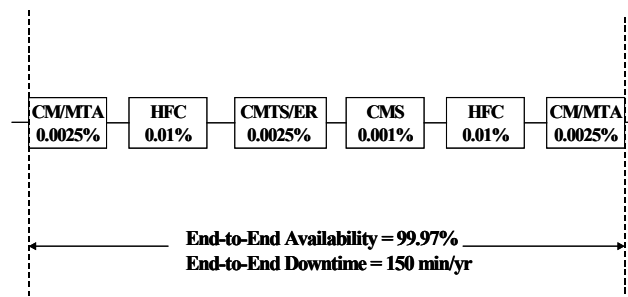 CM/MTA
0.0025%
HFC
0.01%
CMTS/ER
0.0025%
CMS
0.001%
HFC
0.01%
CM/MTA
0.0025%
End-to-End Availability = 99.97%
End-to-End Downtime = 150 min/yr